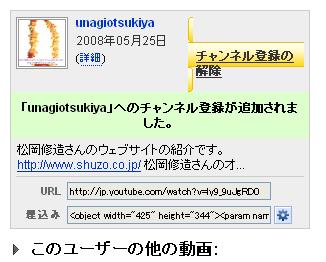 unagiotsukiya
2008年05月25日
(詳細)
チャンネル登録の
解除
「unagiotsukiya」へのチャンネル登録が追加されま
した。
松岡修造さんのウェブサイトの紹介です。
http://www.shuzo.co.jp/ 松岡修造さんのオ...
URL http://jp.youtube.com/watch?v=Iy9_9uJgRD0
埋込み <object width="425" height="344"><param nam
このユーザーの他の動画: